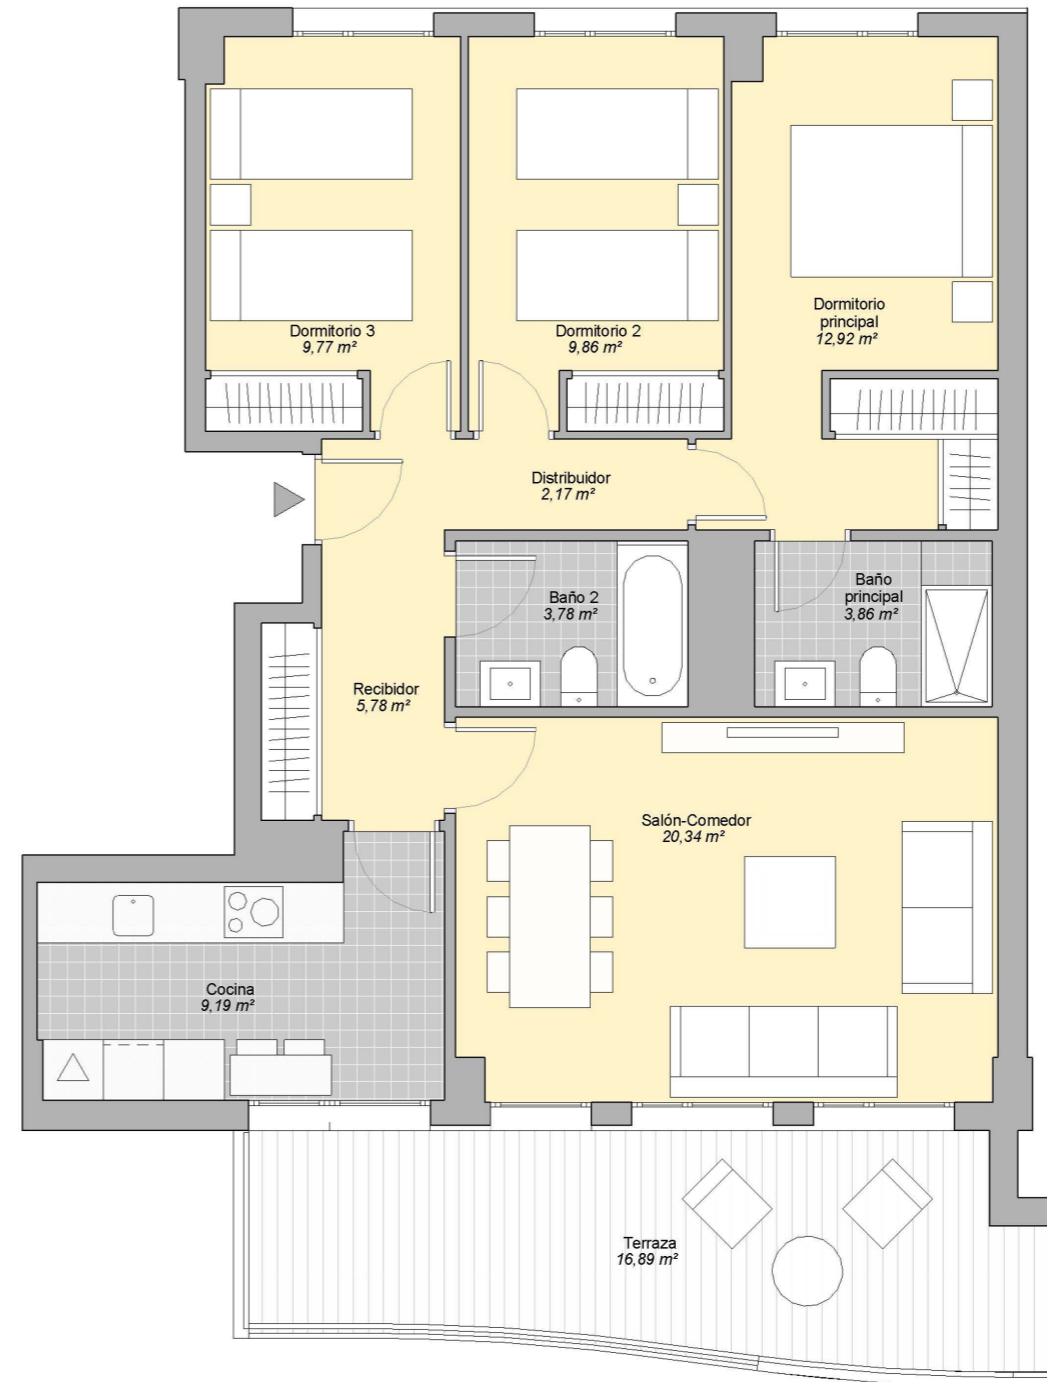 Dormitorio 3
9,77 m²
Dormitorio 2
9,86 m²
Dormitorio
principal
12,92 m²
Distribuidor
2,17 m²
Baño 2
3,78 m²
Baño
principal
3,86 m²
Recibidor
5,78 m²
Salón-Comedor
20,34 m²
Cocina
9,19 m²
Terraza
16,89 m²